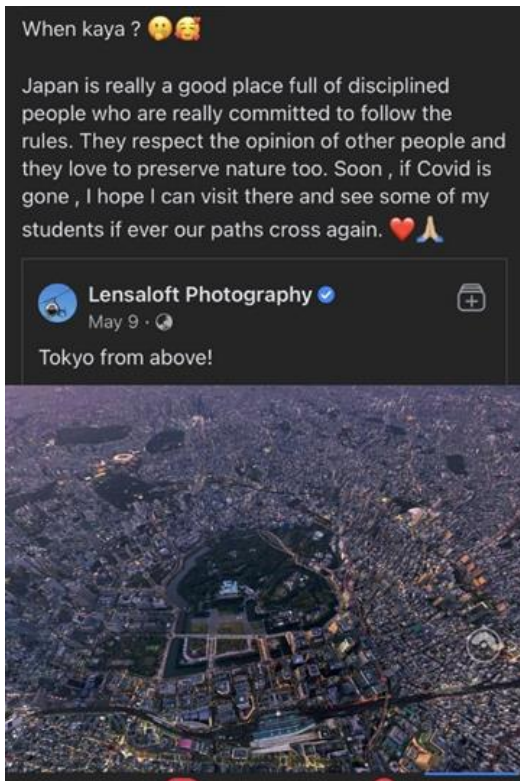 When kaya ? 🤫🥰
Japan is really a good place full of disciplined
people who are really committed to follow the
rules. They respect the opinion of other people and
they love to preserve nature too. Soon , if Covid is
gone , I hope I can visit there and see some of my
students if ever our paths cross again. ❤️🙏🏼
Lensaloft Photography
May 9 ·
Tokyo from above!